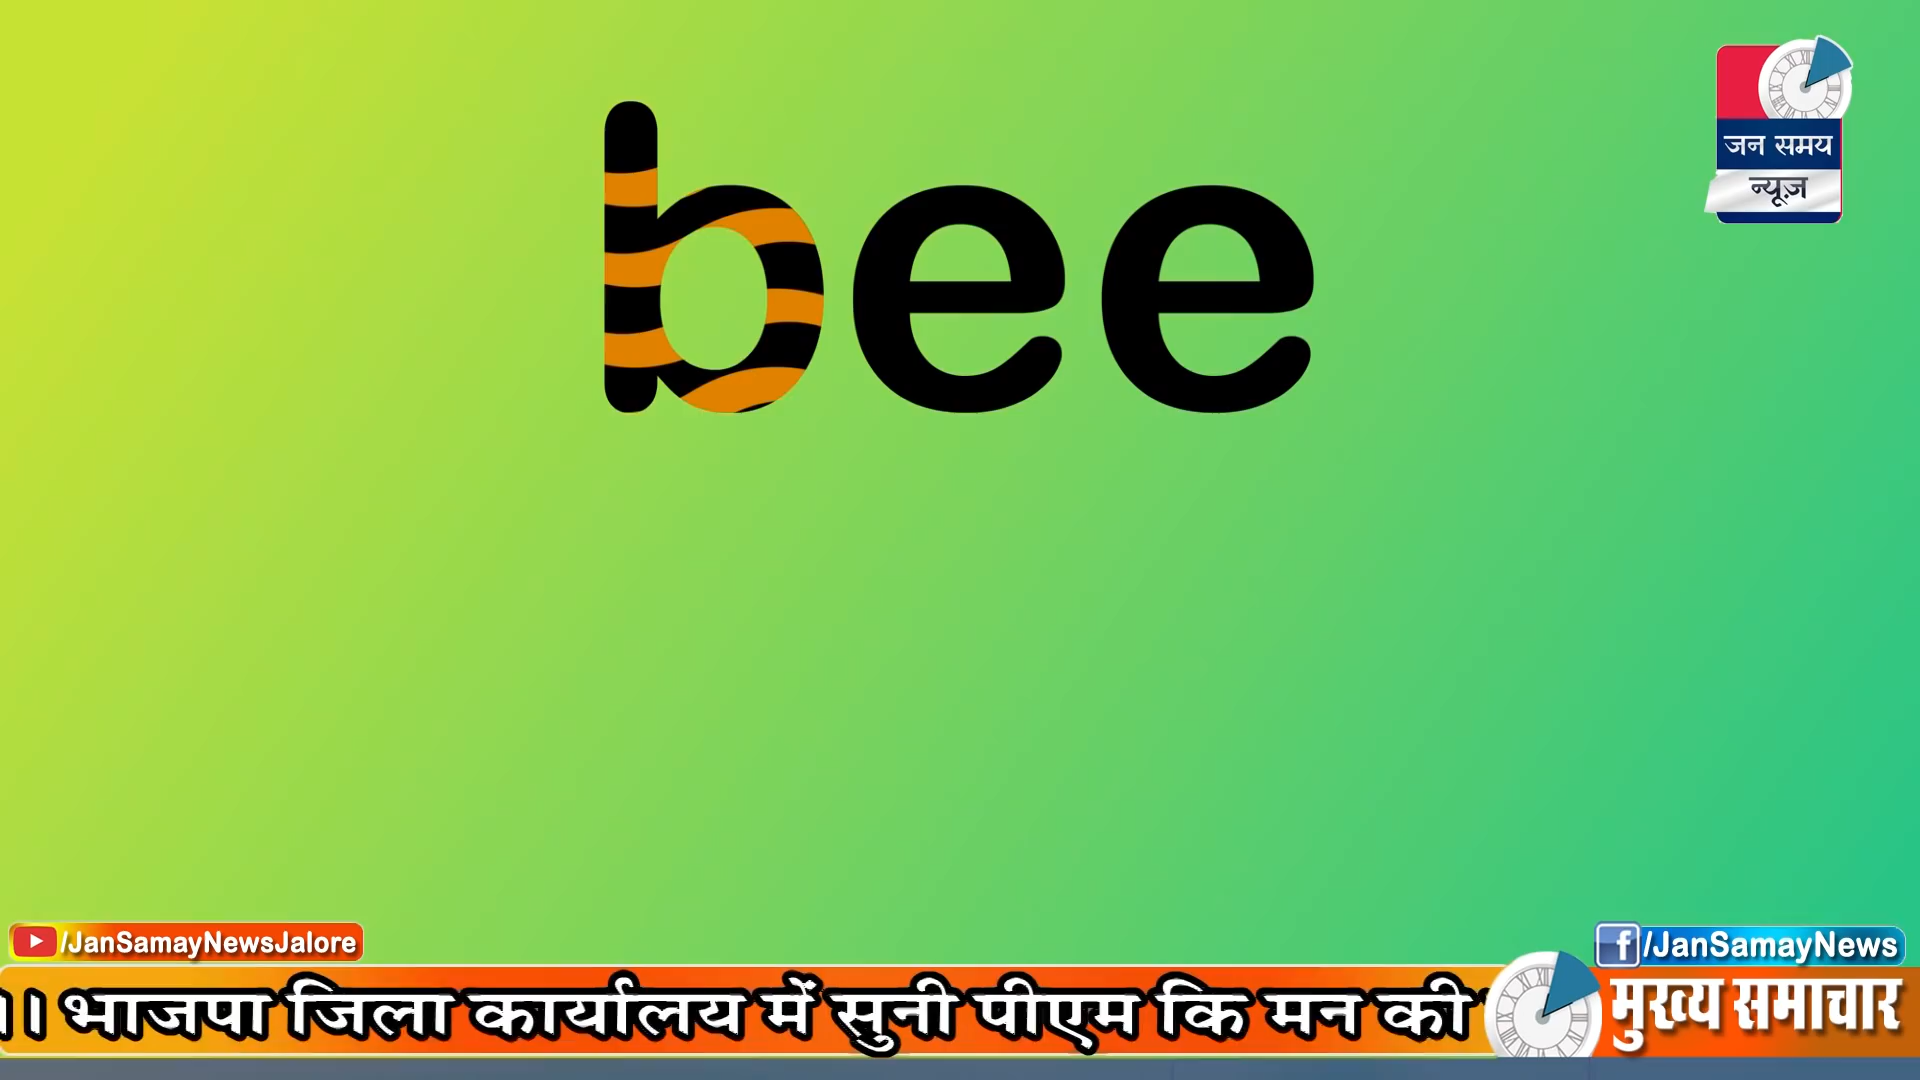 bee
जन समय
न्यूज़
/JanSamayNewsJalore
/JanSamayNews
।। भाजपा जिला कार्यालय में सुनी पीएम कि मन की
मुख्य समाचार